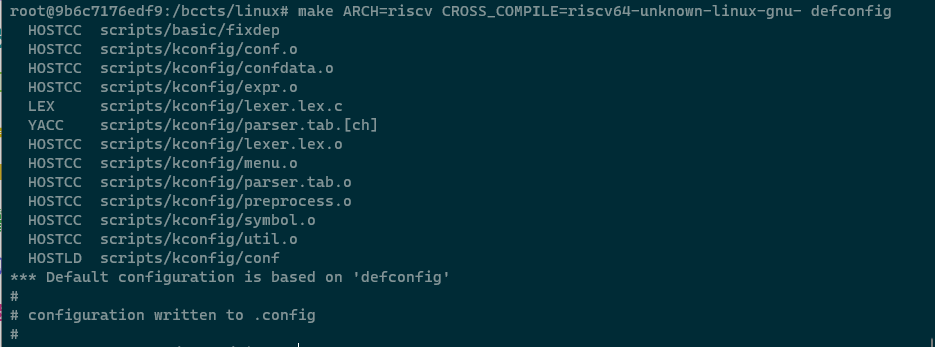 root@9b6c7176edf9:/bccts/linux# make ARCH=riscv CROSS_COMPILE=riscv64-unknown-linux-gnu- defconfig
  HOSTCC  scripts/basic/fixdep
  HOSTCC  scripts/kconfig/conf.o
  HOSTCC  scripts/kconfig/confdata.o
  HOSTCC  scripts/kconfig/expr.o
  LEX     scripts/kconfig/lexer.lex.c
  YACC    scripts/kconfig/parser.tab.[ch]
  HOSTCC  scripts/kconfig/lexer.lex.o
  HOSTCC  scripts/kconfig/menu.o
  HOSTCC  scripts/kconfig/parser.tab.o
  HOSTCC  scripts/kconfig/preprocess.o
  HOSTCC  scripts/kconfig/symbol.o
  HOSTCC  scripts/kconfig/util.o
  HOSTLD  scripts/kconfig/conf
*** Default configuration is based on 'defconfig'
#
# configuration written to .config
#